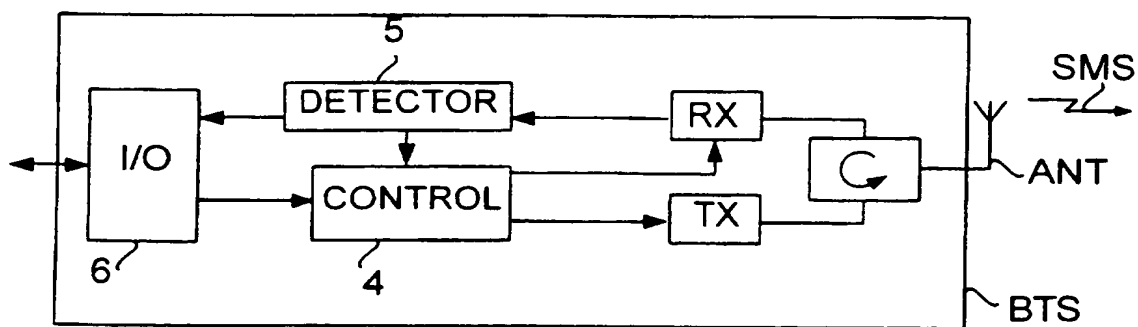 5
SMS
DETECTOR
RX
I/O
ANT
CONTROL
TX
6
4
BTS